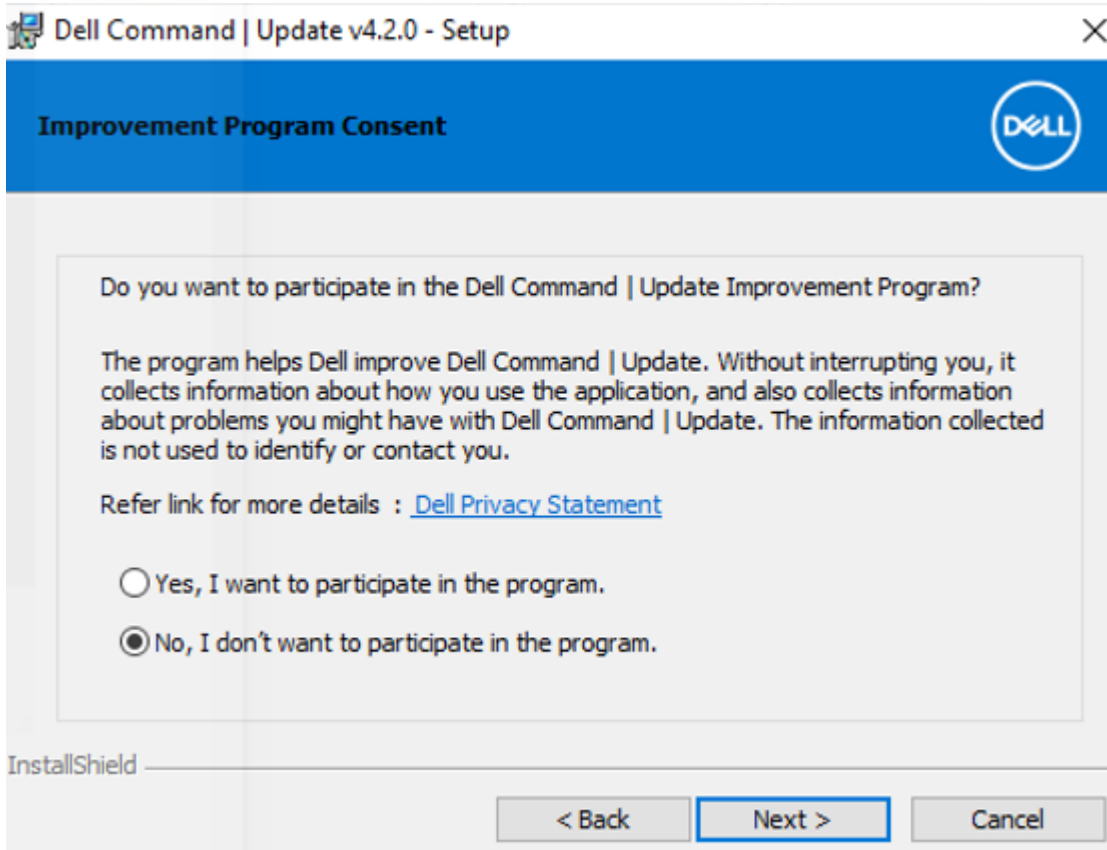 Dell Command | Update v4.2.0 - Setup
Improvement Program Consent
DELL
Do you want to participate in the Dell Command | Update Improvement Program?
The program helps Dell improve Dell Command | Update. Without interrupting you, it
collects information about how you use the application, and also collects information
about problems you might have with Dell Command | Update. The information collected
is not used to identify or contact you.
Refer link for more details : Dell Privacy Statement
Yes, I want to participate in the program.
No, I don't want to participate in the program.
InstallShield
< Back Next > Cancel